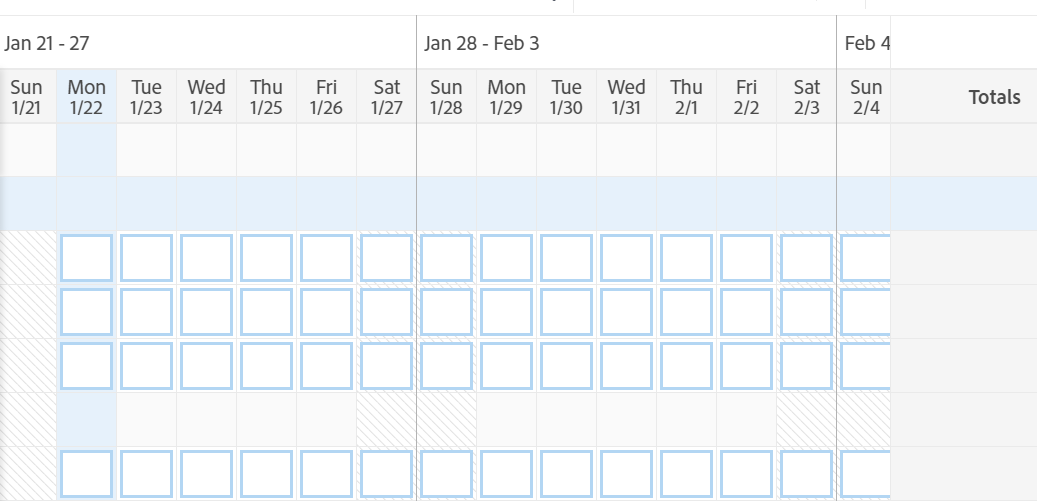 Jan 21 - 27 Jan 28 - Feb 3 Feb 4
Sun Mon Tue Wed Thu Fri Sat Sun Mon Tue Wed Thu Fri Sat Sun Totals
1/21 1/22 1/23 1/24 1/25 1/26 1/27 1/28 1/29 1/30 1/31 2/1 2/2 2/3 2/4